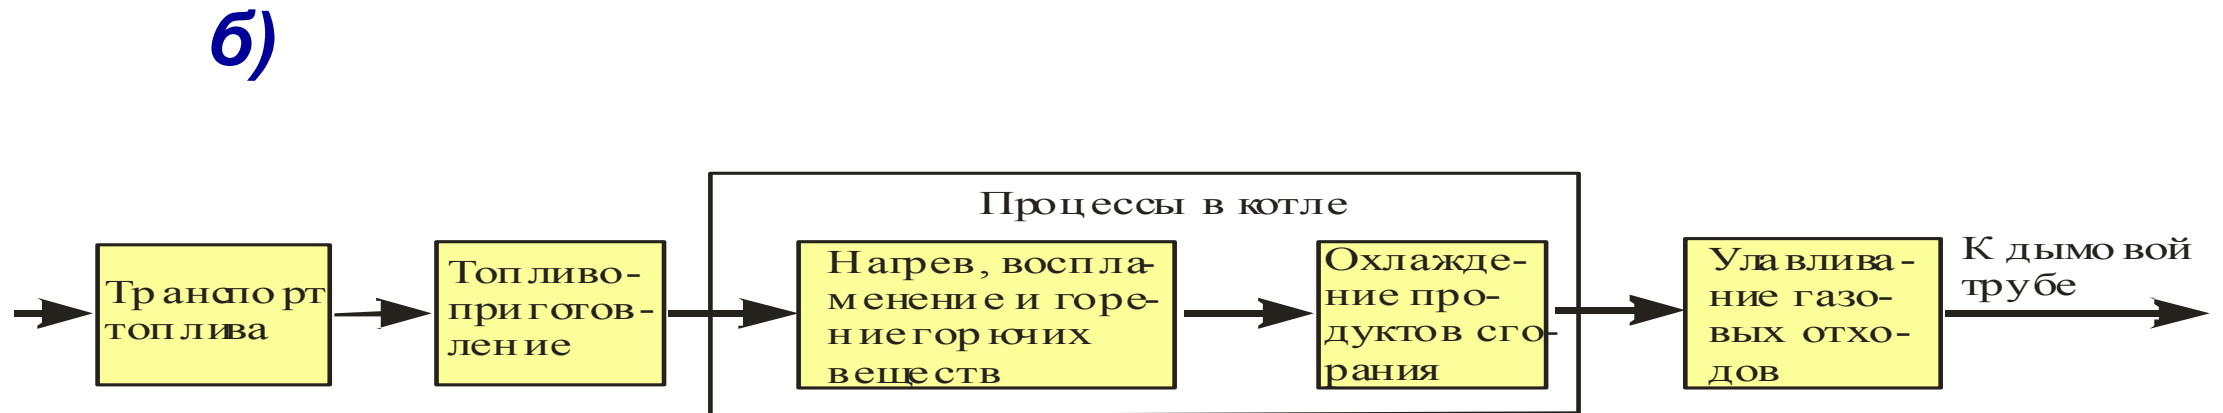 б)
Процессы в котле
Транспорт
топлива
Топливо-
приготов-
ление
Нагрев, воспла-
менение и горе-
ние горючих
веществ
Охлажде-
ние про-
дуктов сго-
рания
Улавлива-
ние газо-
вых отхо-
дов
К дымовой
трубе